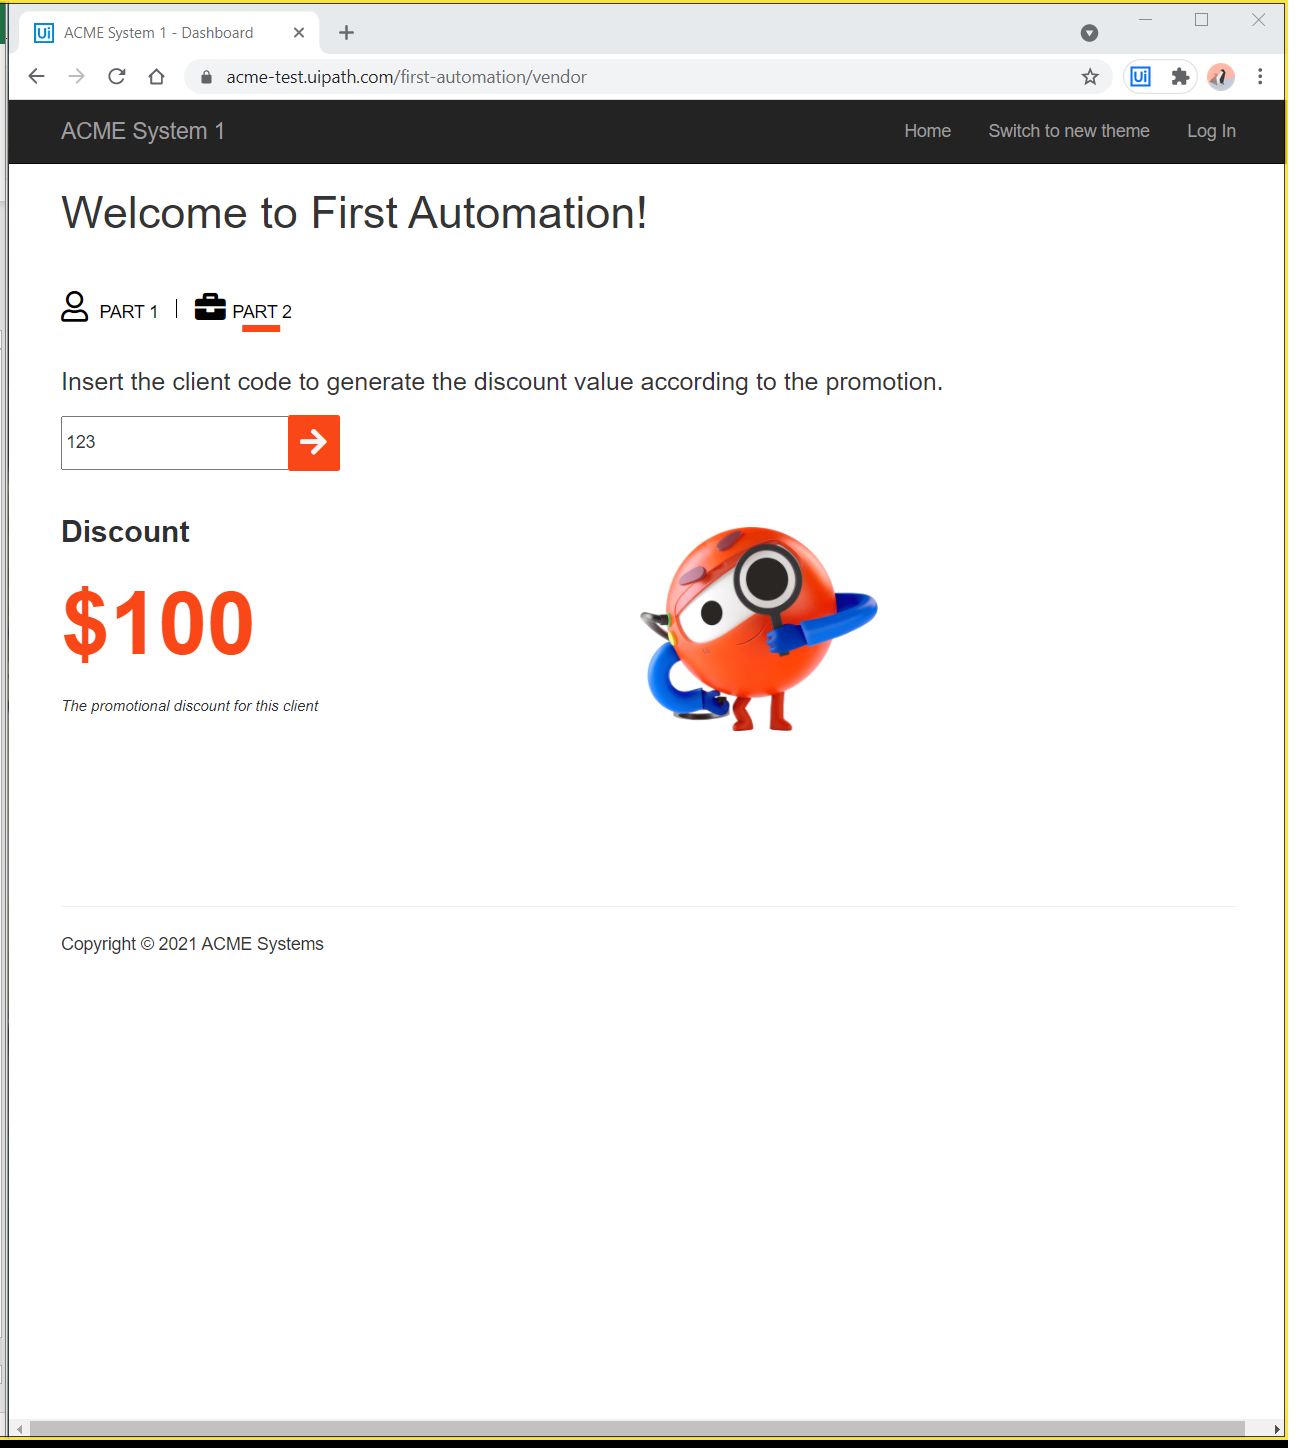 Ui ACME System 1 - Dashboard
acme-test.uipath.com/first-automation/vendor
Ui
ACME System 1
Home
Switch to new theme
Log In
Welcome to First Automation!
PART 1 | PART 2
Insert the client code to generate the discount value according to the promotion.
123
Discount
$100
The promotional discount for this client
Copyright © 2021 ACME Systems